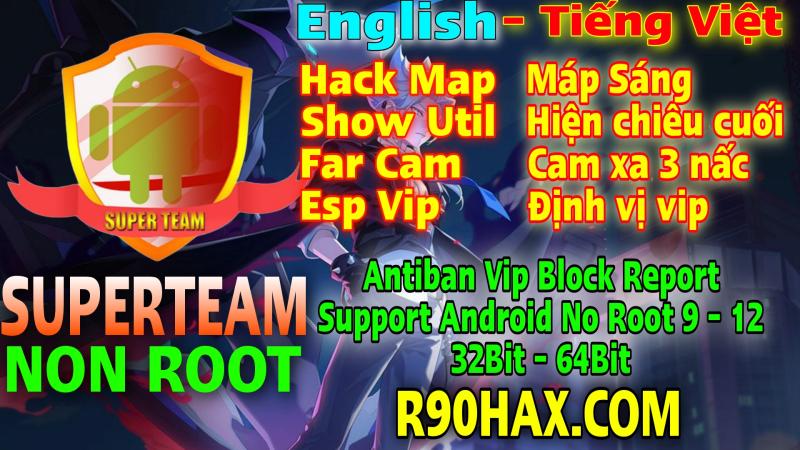 English - Tiếng Việt
Hack Map Máp Sáng
Show Util Hiện chiêu cuối
Far Cam Cam xa 3 nấc
Esp Vip Định vị vip
SUPER TEAM
SUPERTEAM
NON ROOT
Antiban Vip Block Report
Support Android No Root 9 - 12
32Bit - 64Bit
R90HAX.COM